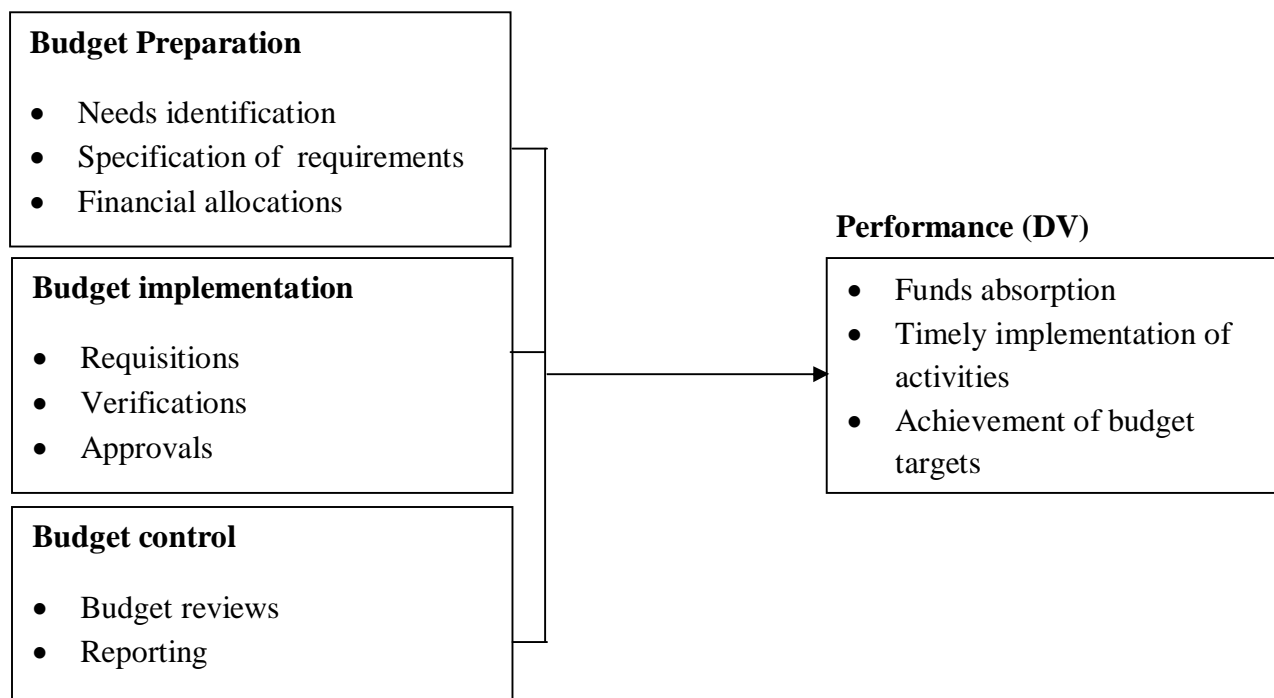 Budget Preparation
• Needs identification
• Specification of requirements
• Financial allocations
Budget implementation
• Requisitions
• Verifications
• Approvals
Budget control
• Budget reviews
• Reporting
Performance (DV)
• Funds absorption
• Timely implementation of
activities
• Achievement of budget
targets